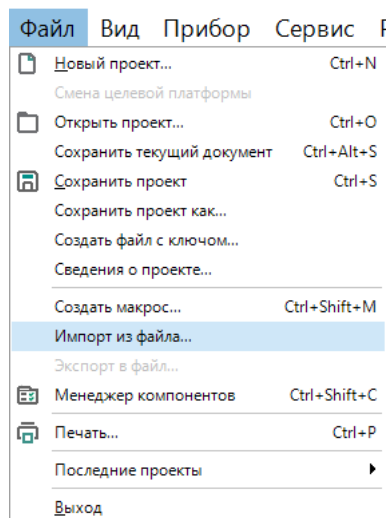 Файл Вид Прибор Сервис
Новый проект... Ctrl+N
Смена целевой платформы
Открыть проект... Ctrl+O
Сохранить текущий документ Ctrl+Alt+S
Сохранить проект Ctrl+S
Сохранить проект как...
Создать файл с ключом...
Сведения о проекте...
Создать макрос... Ctrl+Shift+M
Импорт из файла...
Экспорт в файл...
Менеджер компонентов Ctrl+Shift+C
Печать... Ctrl+P
Последние проекты
Выход